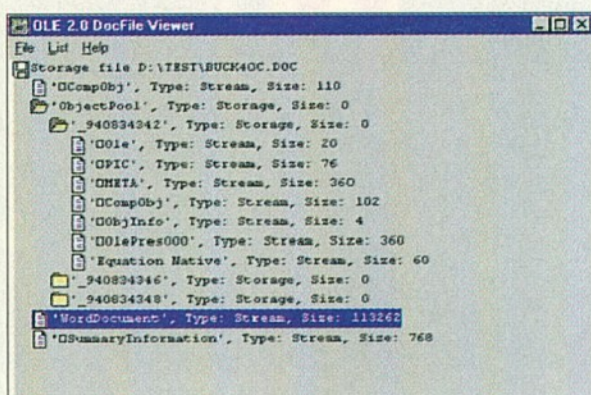 OLE 2.0 DocFile Viewer
File List Help
Storage file D:\TEST\BUCK4OC.DOC
'□CompObj', Type: Stream, Size: 110
'ObjectPool', Type: Storage, Size: 0
'_940834342', Type: Storage, Size: 0
'□Ole', Type: Stream, Size: 20
'□PIC', Type: Stream, Size: 76
'□META', Type: Stream, Size: 360
'□CompObj', Type: Stream, Size: 102
'□ObjInfo', Type: Stream, Size: 4
'□OlePres000', Type: Stream, Size: 360
'Equation Native', Type: Stream, Size: 60
'_940834346', Type: Storage, Size: 0
'_940834348', Type: Storage, Size: 0
'WordDocument', Type: Stream, Size: 113262
'□SummaryInformation', Type: Stream, Size: 768